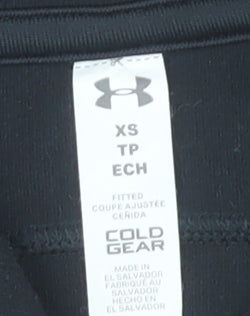 XS
TP
ECH
FITTED
COUPE AJUSTÉE
CEÑIDA
COLD
GEAR
MADE IN
EL SALVADOR
FABRIQUÉ AU
SALVADOR
HECHO EN
EL SALVADOR